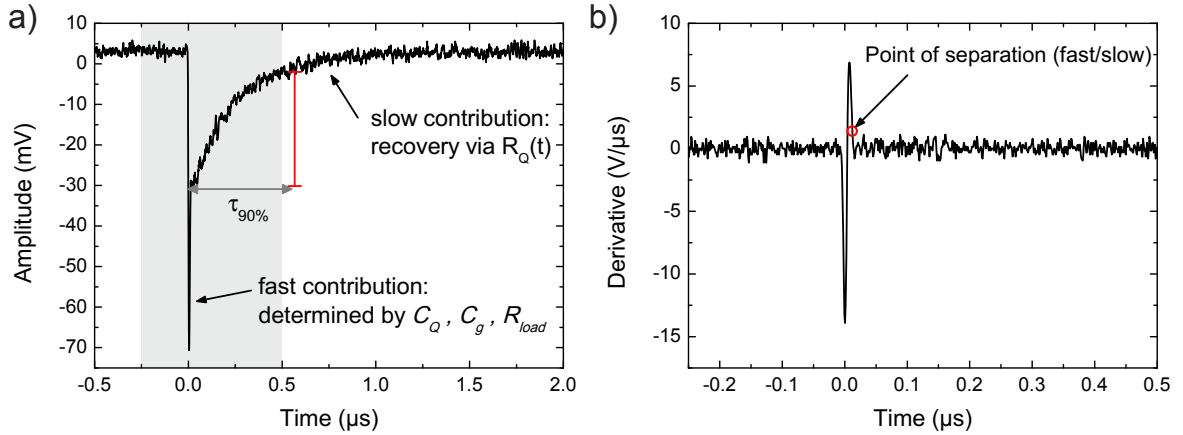 a)
Amplitude (mV)
0
-10
-20
-30
-40
-50
-60
-70
-0.5
0.0
0.5
1.0
1.5
2.0
Time (µs)
slow contribution:
recovery via R_Q(t)
τ_90%
fast contribution:
determined by C_Q , C_g , R_load
b)
Derivative (V/µs)
10
5
0
-5
-10
-15
-0.2
-0.1
0.0
0.1
0.2
0.3
0.4
0.5
Time (µs)
Point of separation (fast/slow)